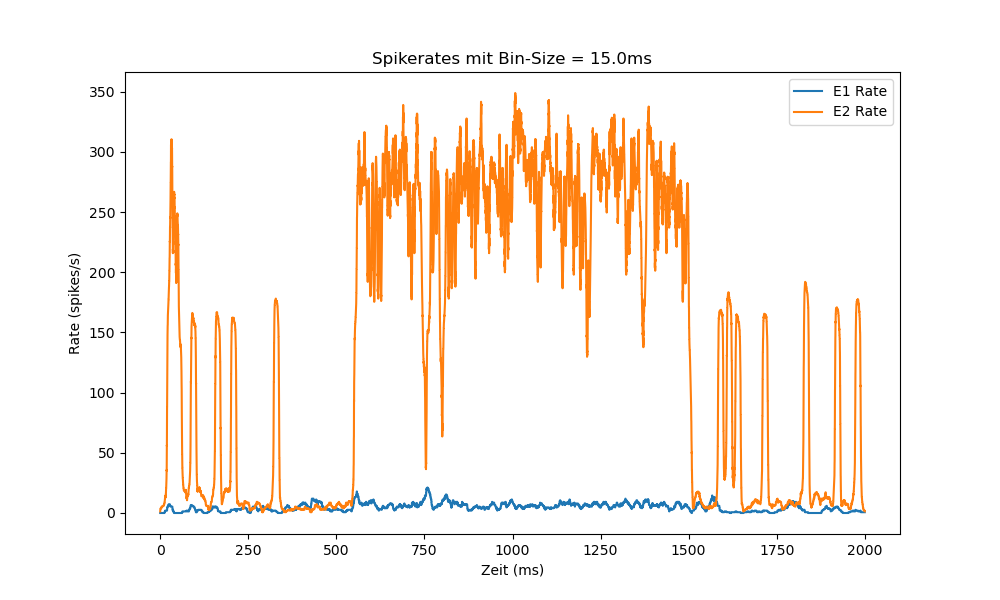 Spikerates mit Bin-Size = 15.0ms
E1 Rate
E2 Rate
Rate (spikes/s)
350
300
250
200
150
100
50
0
0 250 500 750 1000 1250 1500 1750 2000
Zeit (ms)